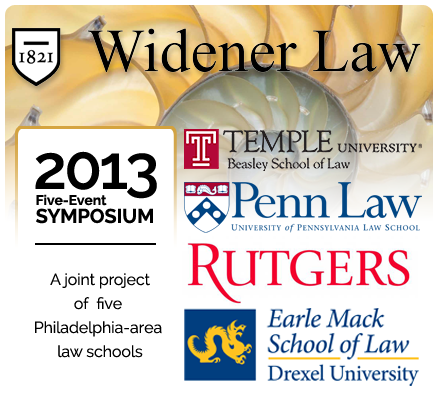 1821
Widener Law
2013
Five-Event
SYMPOSIUM
A joint project
of five
Philadelphia-area
law schools
T
TEMPLE UNIVERSITY®
Beasley School of Law
Penn Law
UNIVERSITY of PENNSYLVANIA LAW SCHOOL
RUTGERS
Earle Mack
School of Law
Drexel University